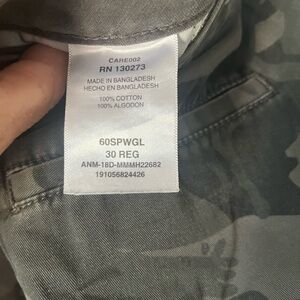 CARE002
RN 130273
MADE IN BANGLADESH
HECHO EN BANGLADESH
100% COTTON
100% ALGODON
60SPWGL
30 REG
ANM-18D-MMMH22682
191056824426